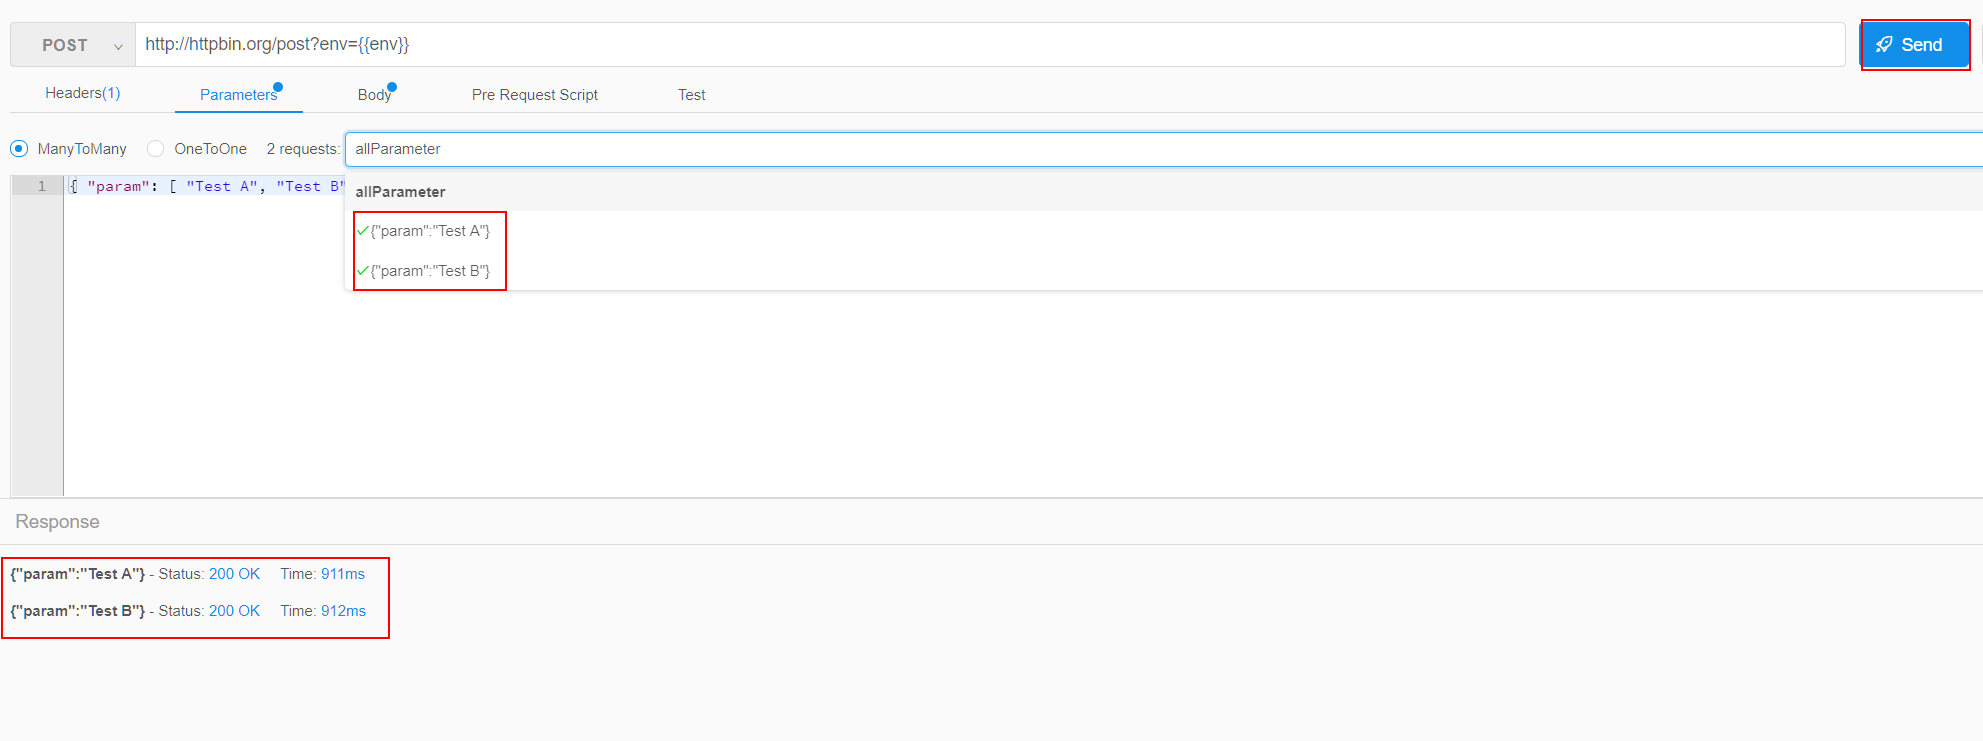 POST http://httpbin.org/post?env={{env}} Send
Headers(1) Parameters Body Pre Request Script Test
ManyToMany OneToOne 2 requests: allParameter
1 { "param": [ "Test A", "Test B"
allParameter
{"param":"Test A"}
{"param":"Test B"}
Response
{"param":"Test A"} - Status: 200 OK Time: 911ms
{"param":"Test B"} - Status: 200 OK Time: 912ms